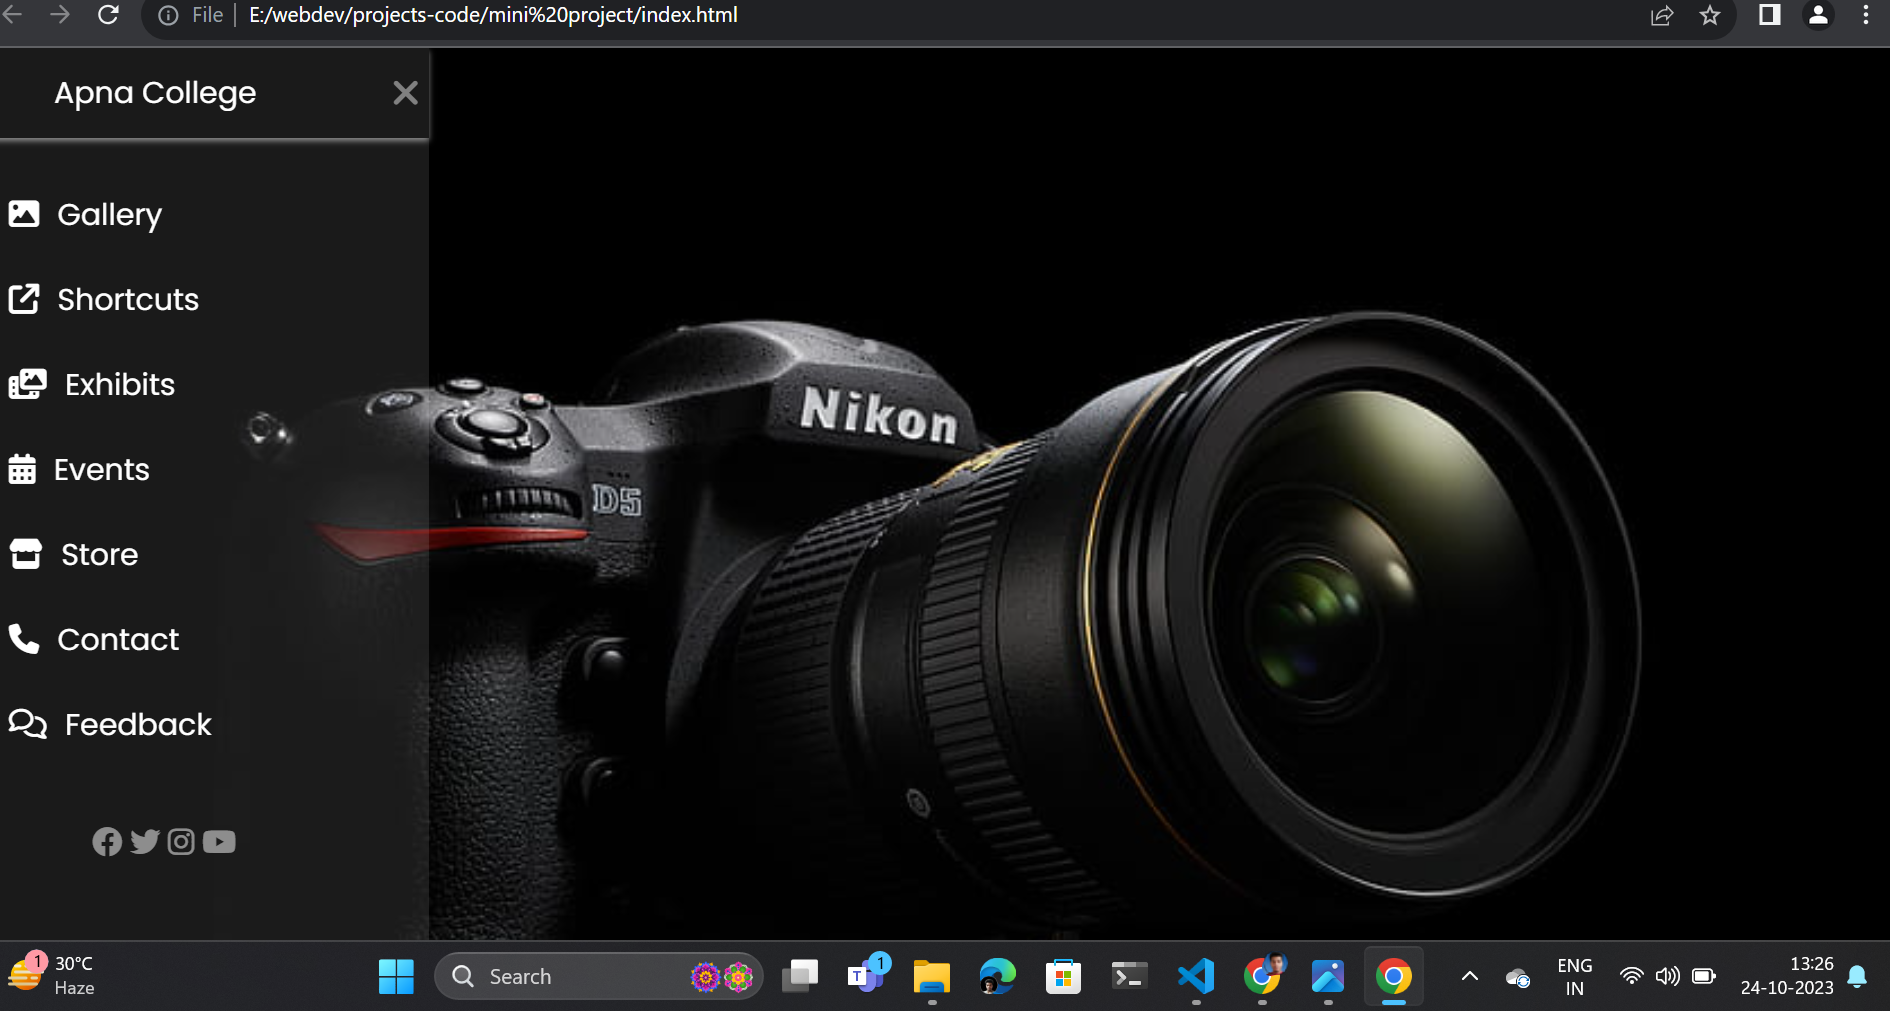 File
E:/webdev/projects-code/mini%20project/index.html
Apna College
Gallery
Shortcuts
Exhibits
Events
Store
Contact
Feedback
Nikon
D5
1
30°C
Haze
Search
T
1
ENG
IN
13:26
24-10-2023